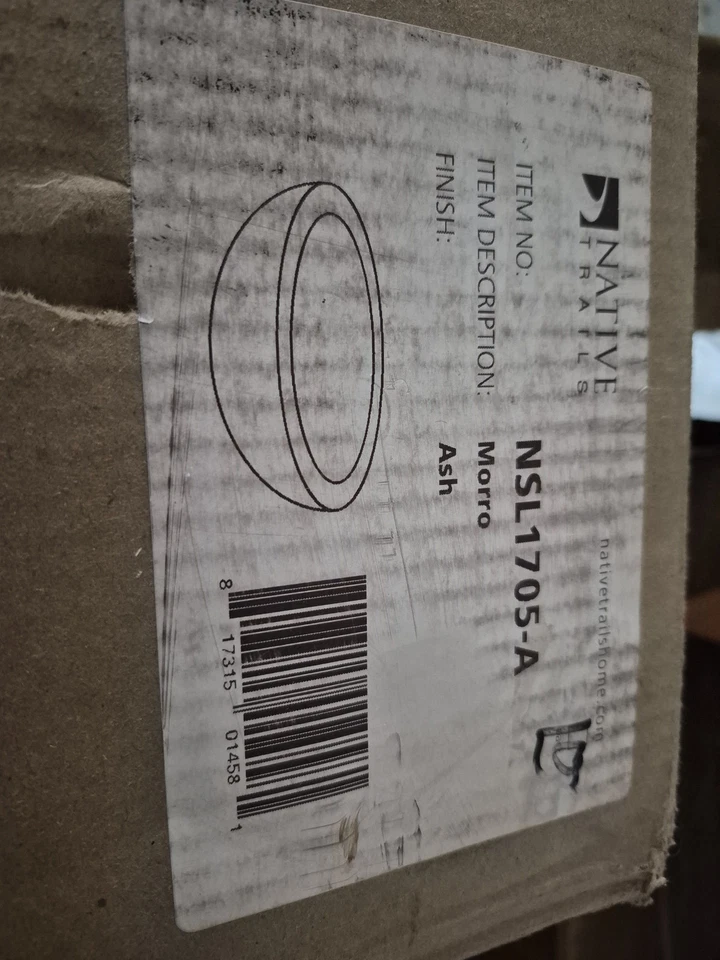 NATIVE
TRAILS
nativetrailshome.com
ITEM NO: NSL1705-A
ITEM DESCRIPTION: Morro
FINISH: Ash
8 17315 01458 1